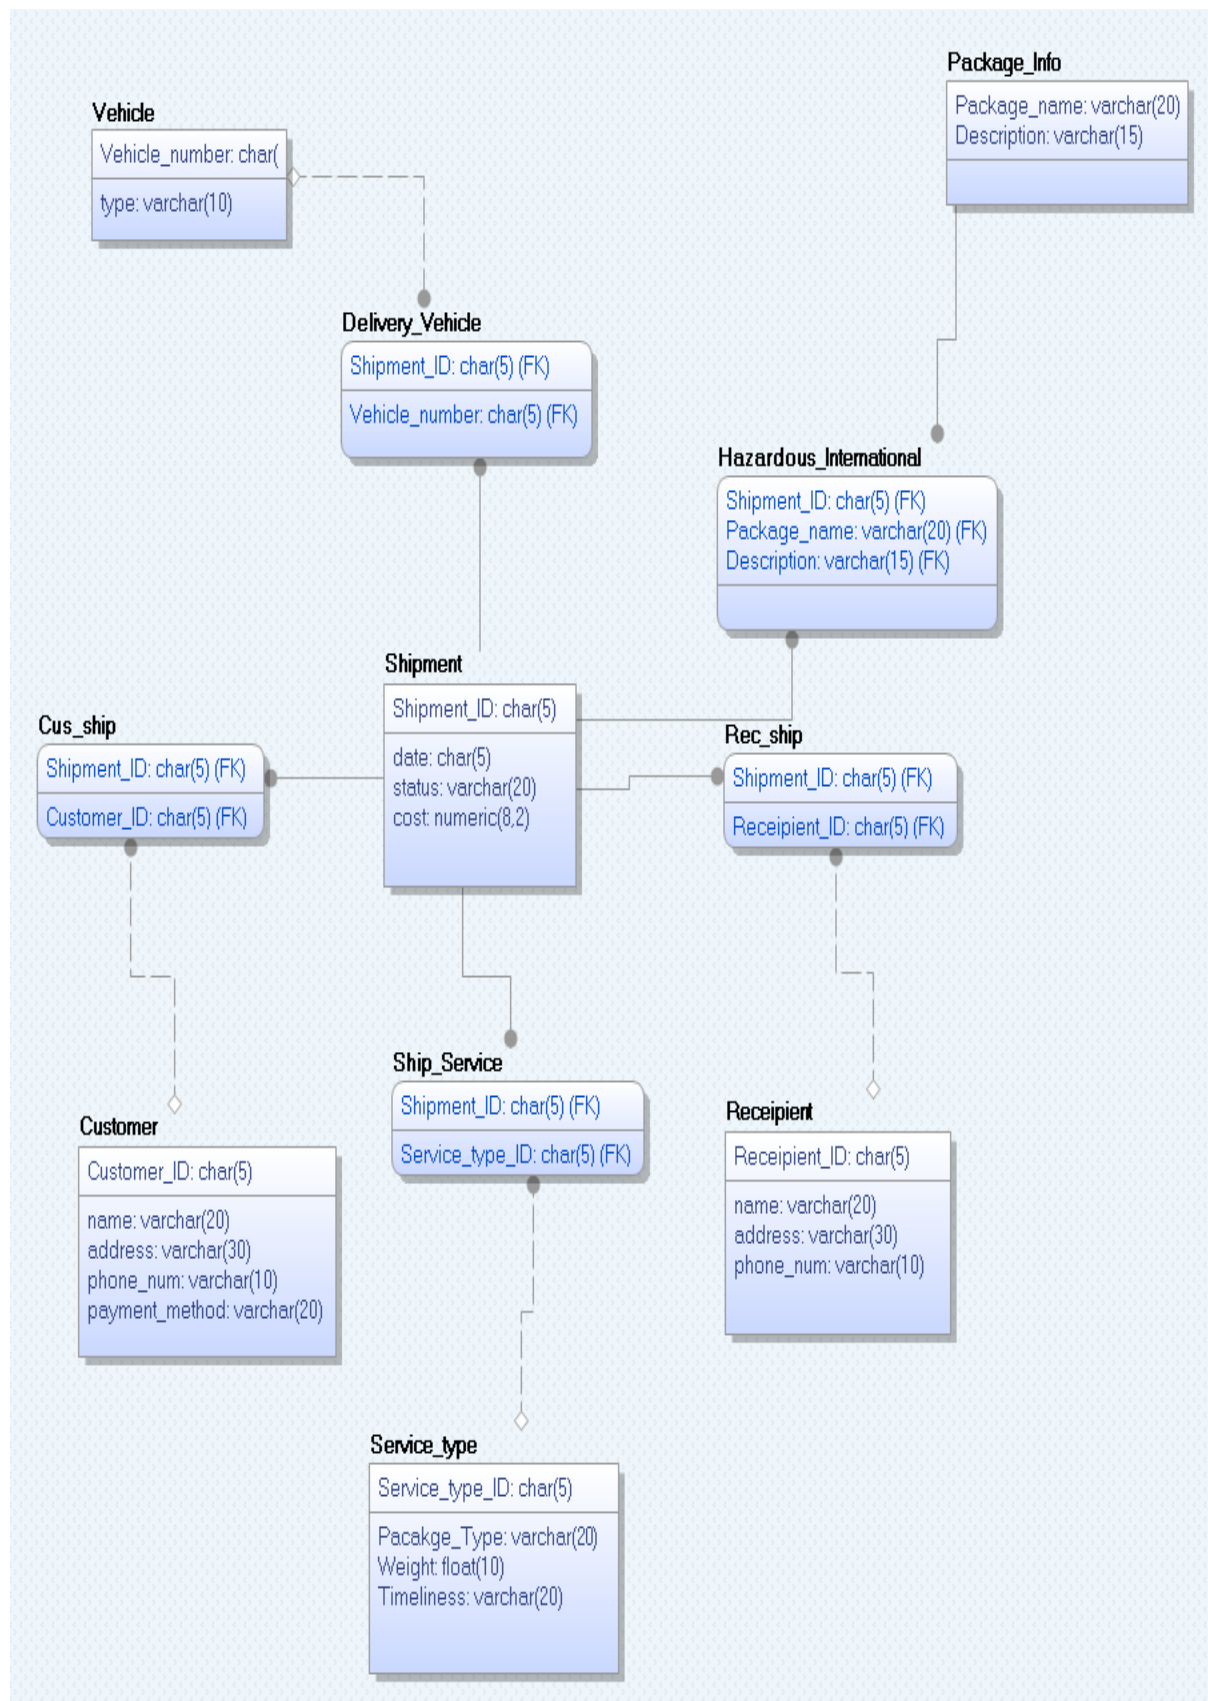 Package_Info
Package_name: varchar(20)
Description: varchar(15)
Vehicle
Vehicle_number: char(
type: varchar(10)
Delivery_Vehicle
Shipment_ID: char(5) (FK)
Vehicle_number: char(5) (FK)
Hazardous_International
Shipment_ID: char(5) (FK)
Package_name: varchar(20) (FK)
Description: varchar(15) (FK)
Shipment
Shipment_ID: char(5)
date: char(5)
status: varchar(20)
cost: numeric(8,2)
Cus_ship
Shipment_ID: char(5) (FK)
Customer_ID: char(5) (FK)
Rec_ship
Shipment_ID: char(5) (FK)
Receipient_ID: char(5) (FK)
Ship_Service
Shipment_ID: char(5) (FK)
Service_type_ID: char(5) (FK)
Customer
Customer_ID: char(5)
name: varchar(20)
address: varchar(30)
phone_num: varchar(10)
payment_method: varchar(20)
Receipient
Receipient_ID: char(5)
name: varchar(20)
address: varchar(30)
phone_num: varchar(10)
Service_type
Service_type_ID: char(5)
Pacakge_Type: varchar(20)
Weight: float(10)
Timeliness: varchar(20)